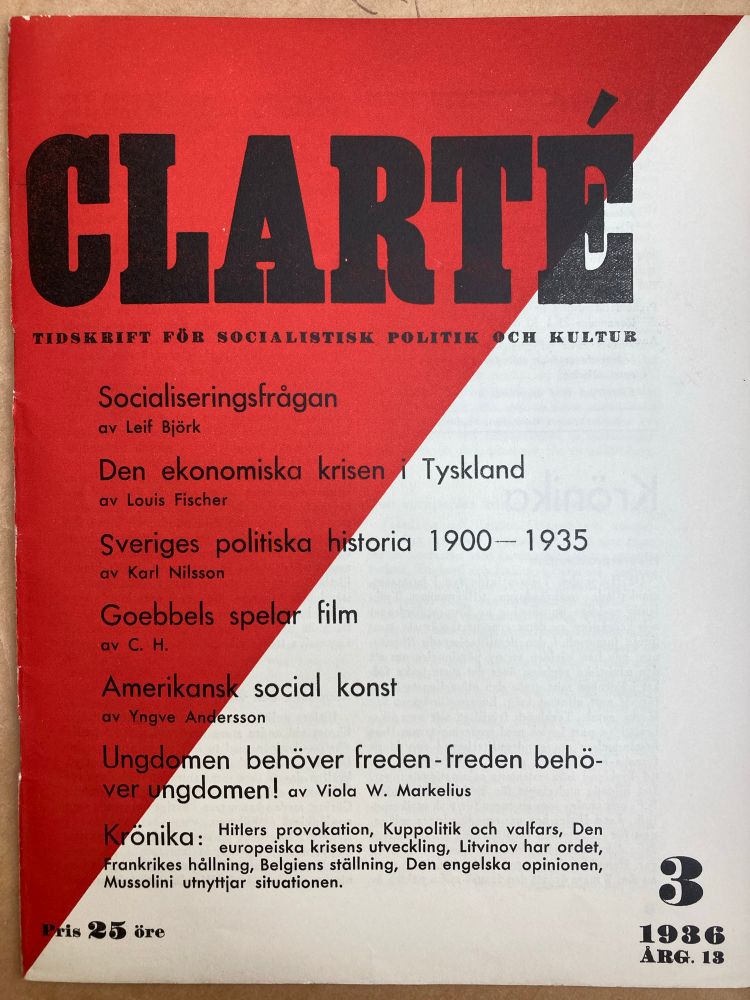 CLARTÉ
TIDSKRIFT FÖR SOCIALISTISK POLITIK OCH KULTUR
Socialiseringsfrågan
av Leif Björk
Den ekonomiska krisen i Tyskland
av Louis Fischer
Sveriges politiska historia 1900—1935
av Karl Nilsson
Goebbels spelar film
av C. H.
Amerikansk social konst
av Yngve Andersson
Ungdomen behöver freden-freden behö-
ver ungdomen! av Viola W. Markelius
Krönika: Hitlers provokation, Kuppolitik och valfars, Den
europeiska krisens utveckling, Litvinov har ordet,
Frankrikes hållning, Belgiens ställning, Den engelska opinionen,
Mussolini utnyttjar situationen.
Pris 25 öre
3
1936
ÅRG. 13
Krönika